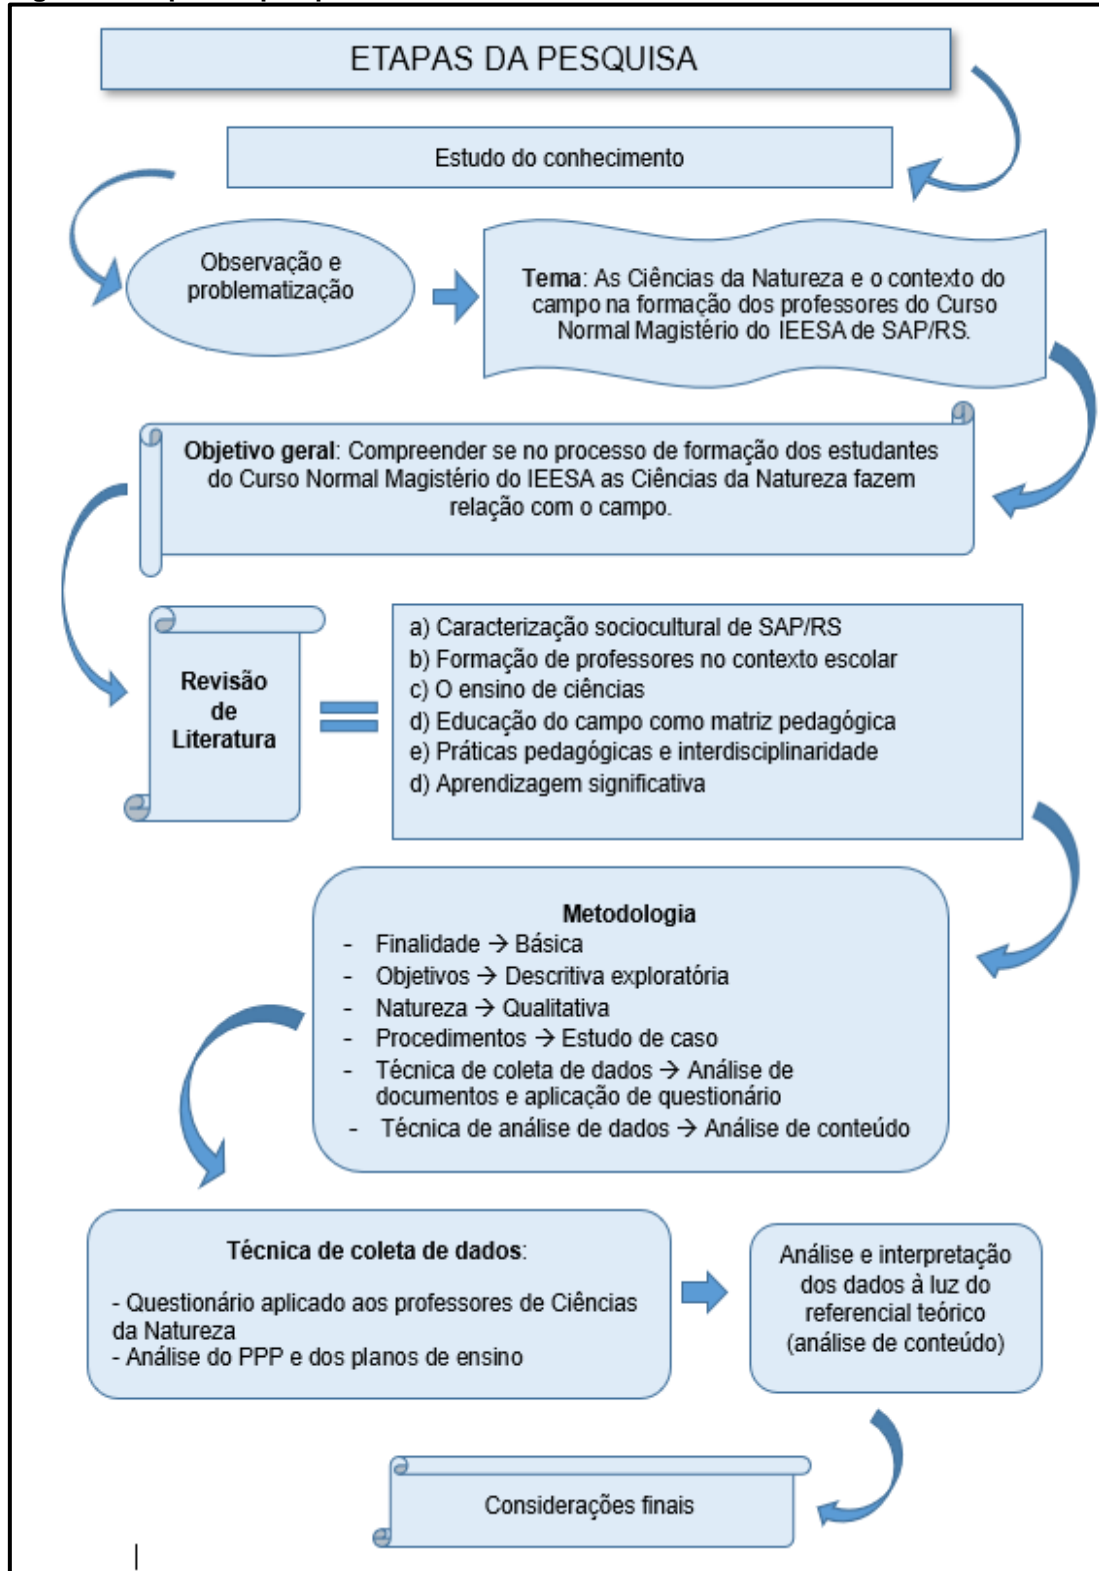 ETAPAS DA PESQUISA
Estudo do conhecimento
Observação e
problematização
Tema: As Ciências da Natureza e o contexto do
campo na formação dos professores do Curso
Normal Magistério do IEESA de SAP/RS.
Objetivo geral: Compreender se no processo de formação dos estudantes
do Curso Normal Magistério do IEESA as Ciências da Natureza fazem
relação com o campo.
Revisão
de
Literatura
a) Caracterização sociocultural de SAP/RS
b) Formação de professores no contexto escolar
c) O ensino de ciências
d) Educação do campo como matriz pedagógica
e) Práticas pedagógicas e interdisciplinaridade
d) Aprendizagem significativa
Metodologia
- Finalidade → Básica
- Objetivos → Descritiva exploratória
- Natureza → Qualitativa
- Procedimentos → Estudo de caso
- Técnica de coleta de dados → Análise de
documentos e aplicação de questionário
- Técnica de análise de dados → Análise de conteúdo
Técnica de coleta de dados:
- Questionário aplicado aos professores de Ciências
da Natureza
- Análise do PPP e dos planos de ensino
Análise e interpretação
dos dados à luz do
referencial teórico
(análise de conteúdo)
Considerações finais